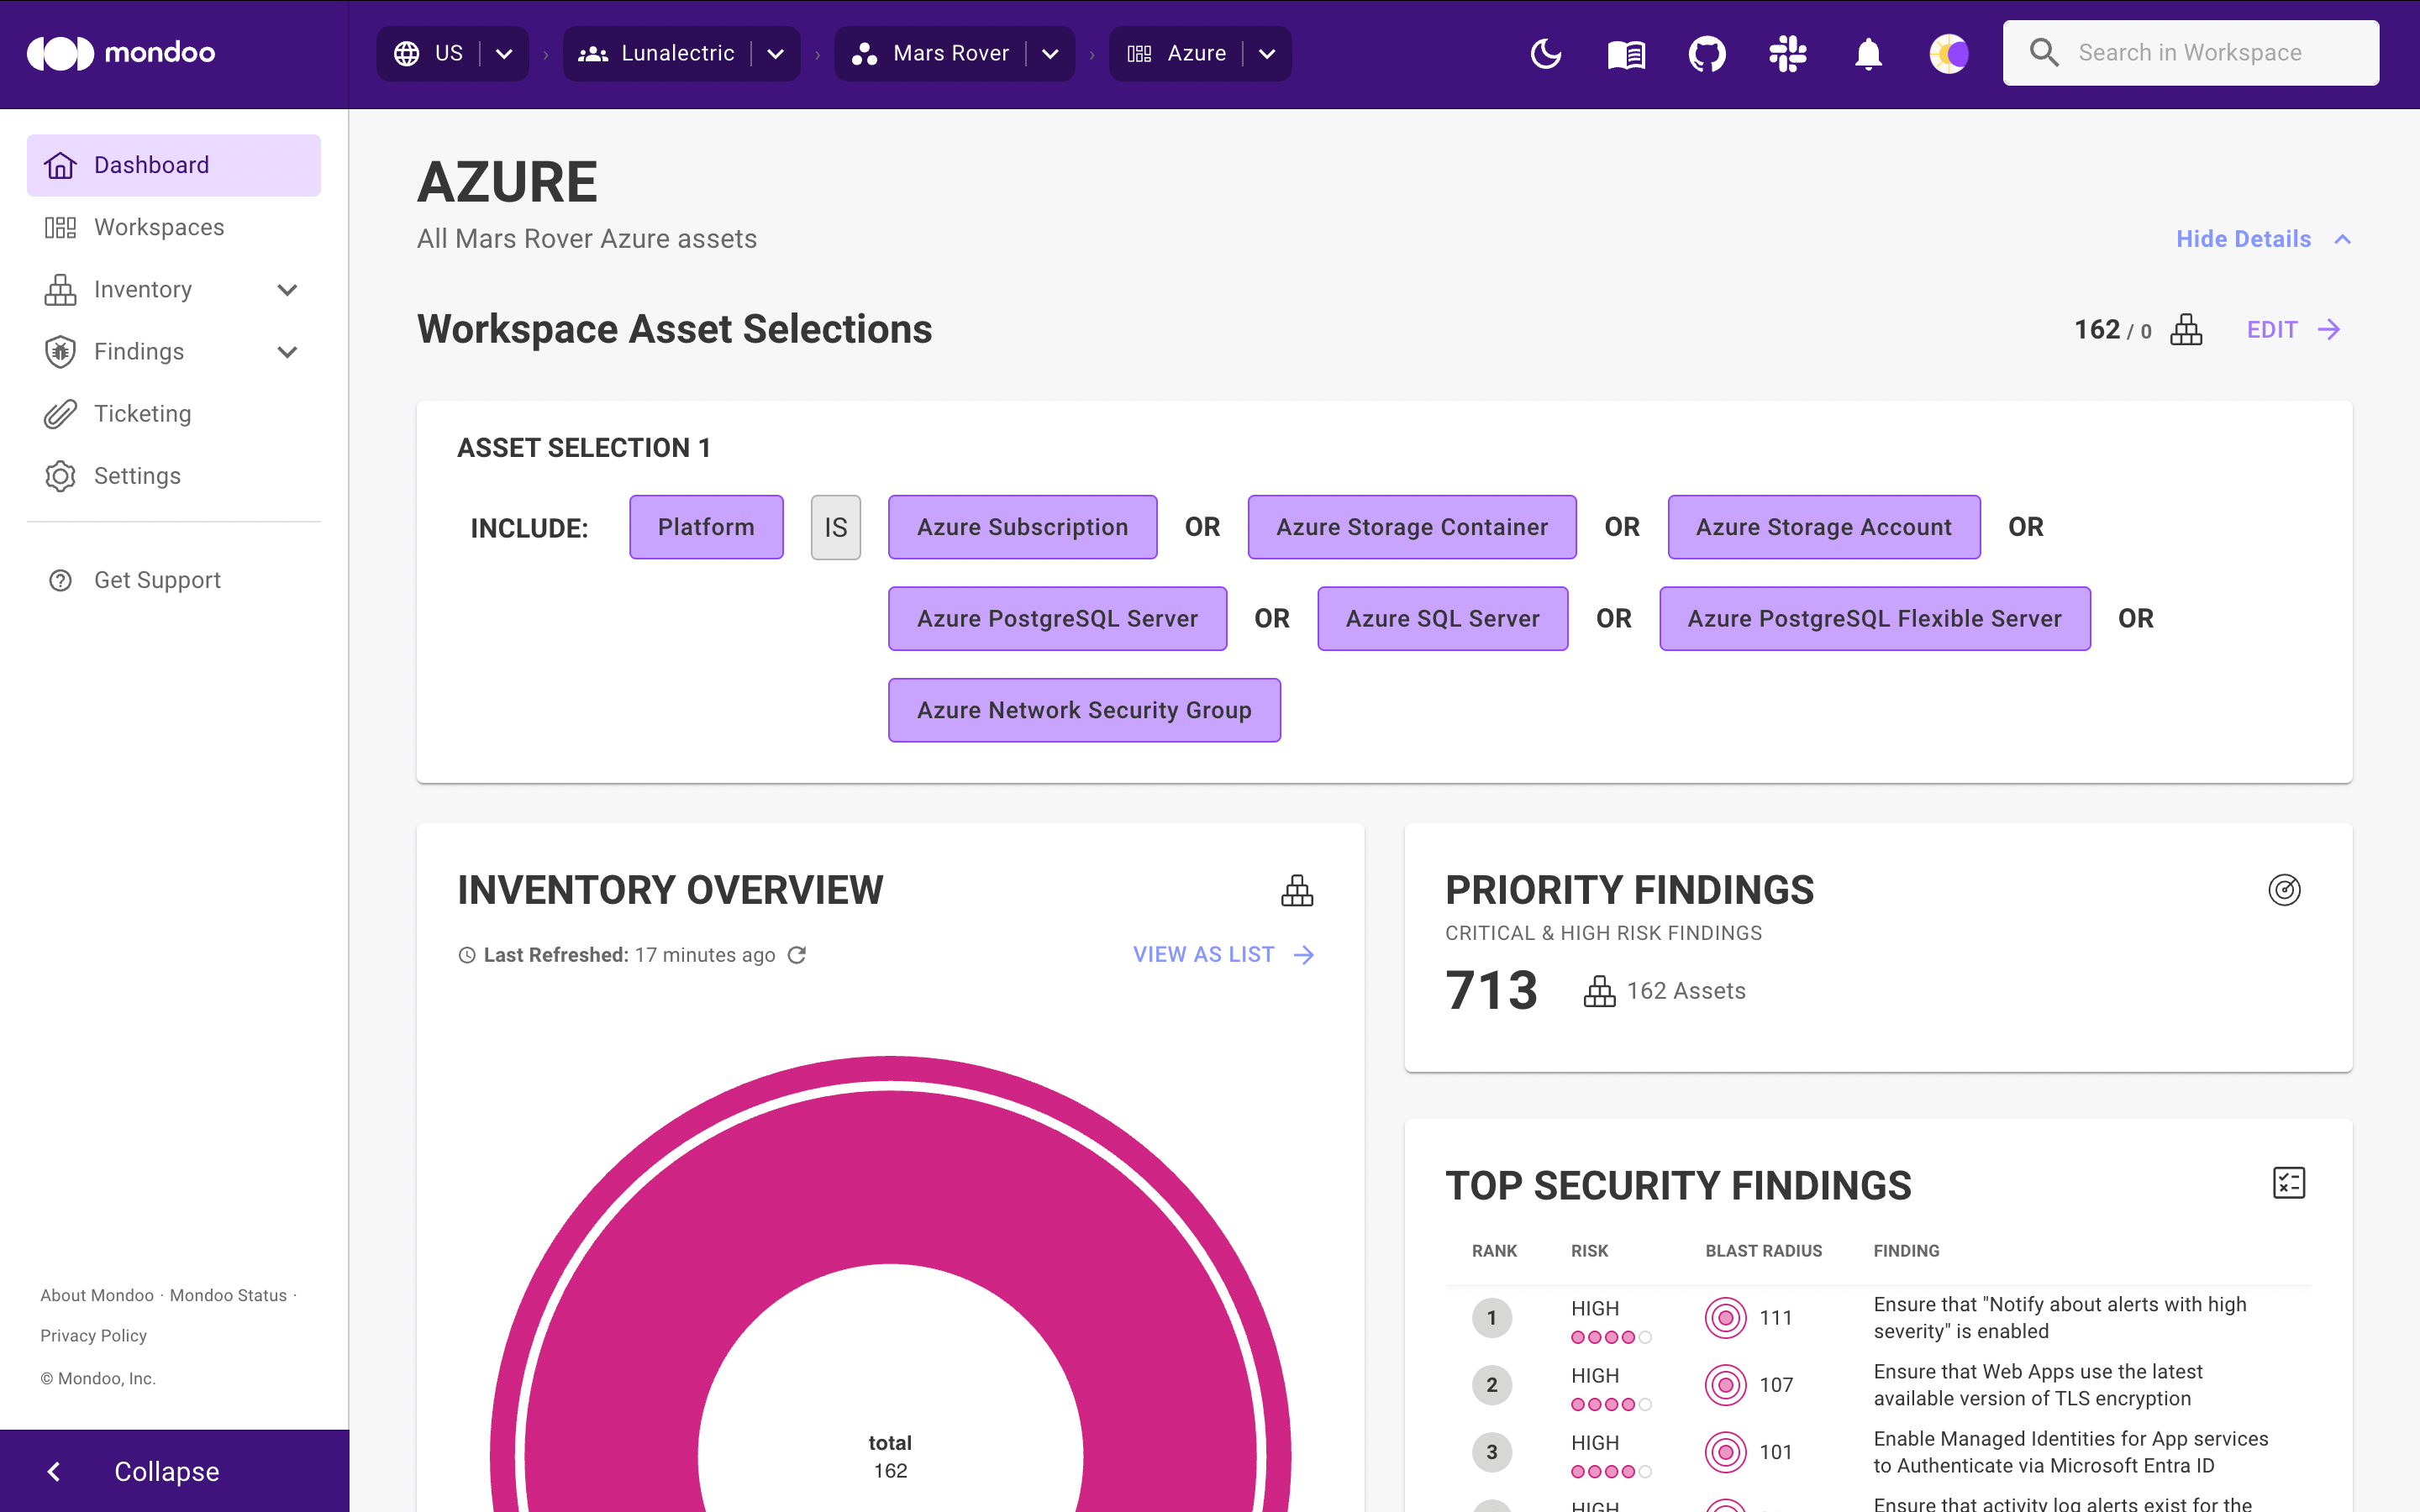 mondoo
US
Lunalectric
Mars Rover
Azure
Search in Workspace
Dashboard
Workspaces
Inventory
Findings
Ticketing
Settings
Get Support
About Mondoo · Mondoo Status ·
Privacy Policy
© Mondoo, Inc.
Collapse
AZURE
All Mars Rover Azure assets
Hide Details
Workspace Asset Selections
162 / 0
EDIT
ASSET SELECTION 1
INCLUDE: Platform IS Azure Subscription OR Azure Storage Container OR Azure Storage Account OR
Azure PostgreSQL Server OR Azure SQL Server OR Azure PostgreSQL Flexible Server OR
Azure Network Security Group
INVENTORY OVERVIEW
Last Refreshed: 17 minutes ago
VIEW AS LIST
total
162
PRIORITY FINDINGS
CRITICAL & HIGH RISK FINDINGS
713
162 Assets
TOP SECURITY FINDINGS
RANK RISK BLAST RADIUS FINDING
1 HIGH 111 Ensure that "Notify about alerts with high
severity" is enabled
2 HIGH 107 Ensure that Web Apps use the latest
available version of TLS encryption
3 HIGH 101 Enable Managed Identities for App services
to Authenticate via Microsoft Entra ID
HIGH Ensure that activity log alerts exist for the